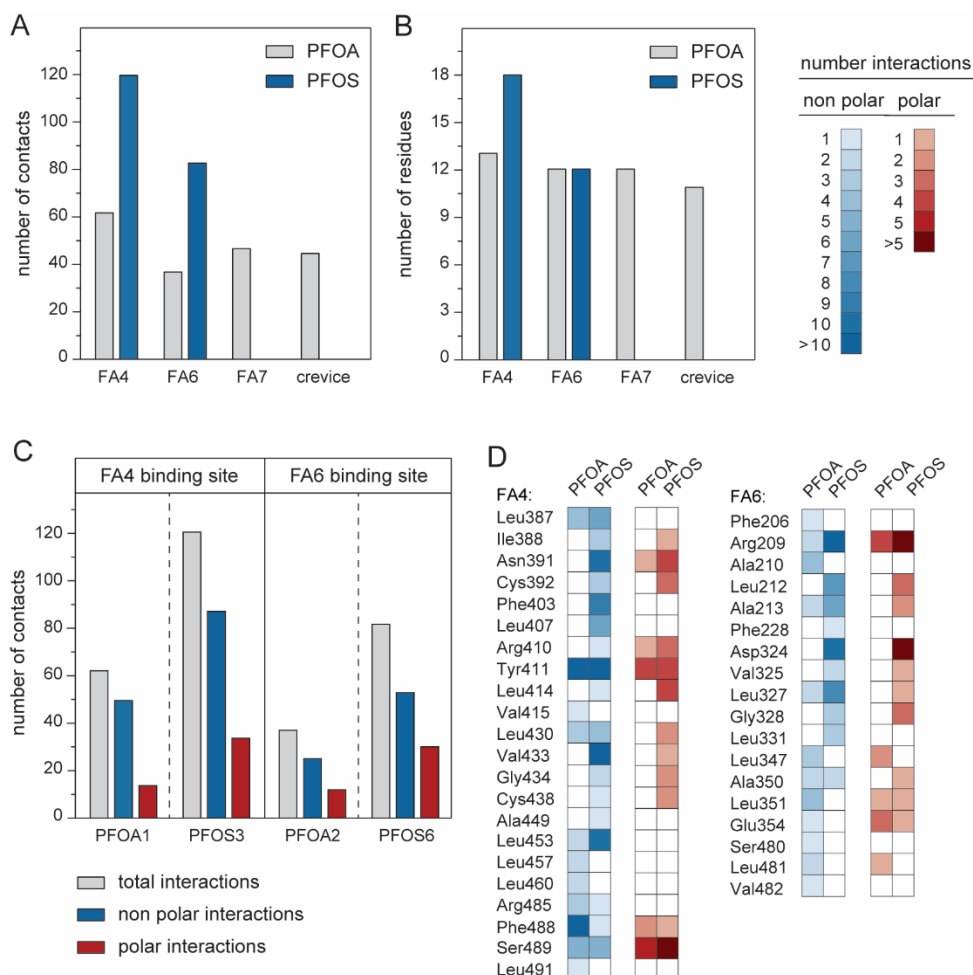 A
PFOA
PFOS
number of contacts
120
100
80
60
40
20
0
FA4 FA6 FA7 crevice
B
PFOA
PFOS
number of residues
18
15
12
9
6
3
0
FA4 FA6 FA7 crevice
number interactions
non polar polar
1
2
3
4
5
6
7
8
9
10
>10
1
2
3
4
5
>5
C
FA4 binding site FA6 binding site
number of contacts
120
100
80
60
40
20
0
PFOA1 PFOS3 PFOA2 PFOS6
total interactions
non polar interactions
polar interactions
D
FA4: PFOA PFOS PFOA PFOS
Leu387
Ile388
Asn391
Cys392
Phe403
Leu407
Arg410
Tyr411
Leu414
Val415
Leu430
Val433
Gly434
Cys438
Ala449
Leu453
Leu457
Leu460
Arg485
Phe488
Ser489
Leu491
FA6: PFOA PFOS PFOA PFOS
Phe206
Arg209
Ala210
Leu212
Ala213
Phe228
Asp324
Val325
Leu327
Gly328
Leu331
Leu347
Ala350
Leu351
Glu354
Ser480
Leu481
Val482